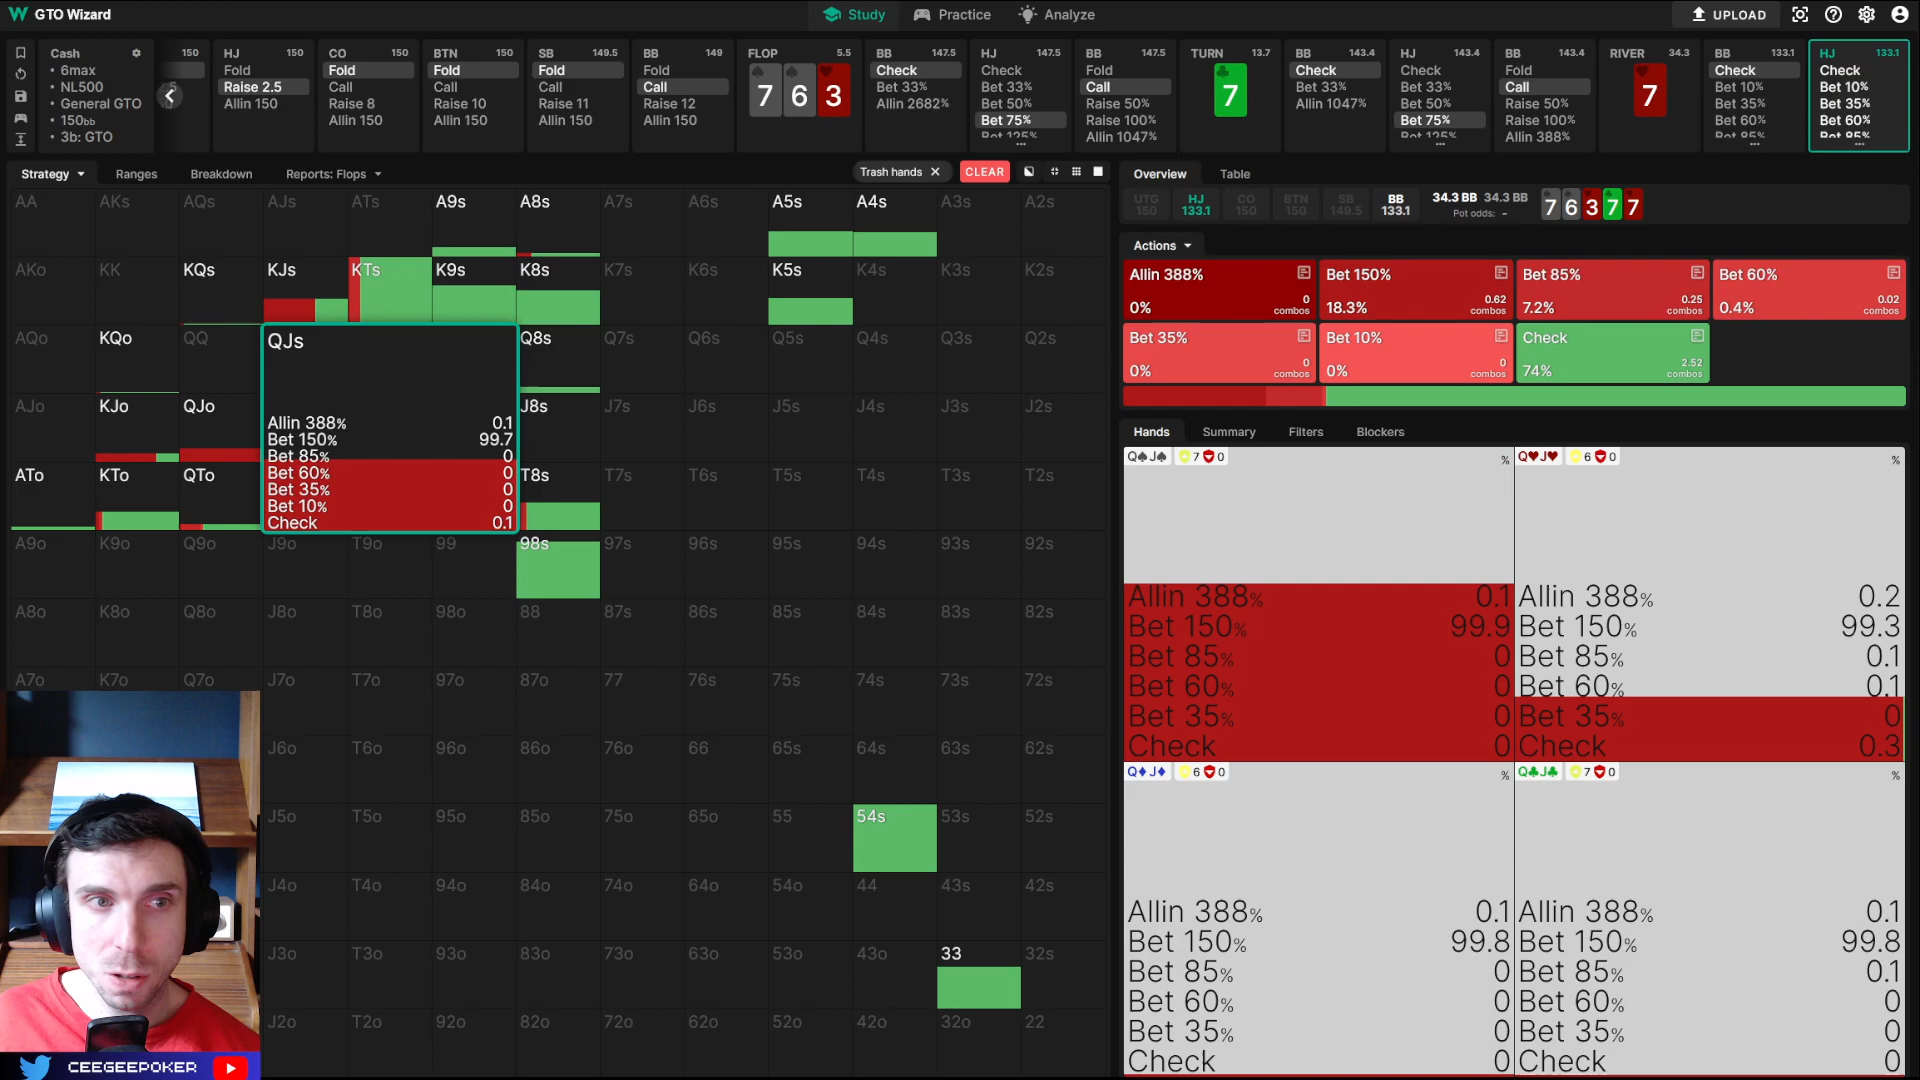 GTO Wizard
Study
Practice
Analyze
UPLOAD
Cash
6max
NL500
General GTO
150bb
3b: GTO
150
HJ 150
Fold
Raise 2.5
Allin 150
CO 150
Fold
Call
Raise 8
Allin 150
BTN 150
Fold
Call
Raise 10
Allin 150
SB 149.5
Fold
Call
Raise 11
Allin 150
BB 149
Fold
Call
Raise 12
Allin 150
FLOP 5.5
7 6 3
BB 147.5
Check
Bet 33%
Allin 2682%
HJ 147.5
Check
Bet 33%
Bet 50%
Bet 75%
Bet 125%
BB 147.5
Fold
Call
Raise 50%
Raise 100%
Allin 1047%
TURN 13.7
7
BB 143.4
Check
Bet 33%
Allin 1047%
HJ 143.4
Check
Bet 33%
Bet 50%
Bet 75%
Bet 125%
BB 143.4
Fold
Call
Raise 50%
Raise 100%
Allin 388%
RIVER 34.3
7
BB 133.1
Check
Bet 10%
Bet 35%
Bet 60%
Bet 85%
HJ 133.1
Check
Bet 10%
Bet 35%
Bet 60%
Bet 85%
Strategy Ranges Breakdown Reports: Flops
Trash hands
CLEAR
AA AKs AQs AJs ATs A9s A8s A7s A6s A5s A4s A3s A2s
AKo KK KQs KJs KTs K9s K8s K7s K6s K5s K4s K3s K2s
AQo KQo QQ QJs Q8s Q7s Q6s Q5s Q4s Q3s Q2s
AJo KJo QJo J8s J7s J6s J5s J4s J3s J2s
ATo KTo QTo T8s T7s T6s T5s T4s T3s T2s
Allin 388% 0.1
Bet 150% 99.7
Bet 85% 0
Bet 60% 0
Bet 35% 0
Bet 10% 0
Check 0.1
A9o K9o Q9o J9o T9o 99 98s 97s 96s 95s 94s 93s 92s
A8o K8o Q8o J8o T8o 98o 88 87s 86s 85s 84s 83s 82s
A7o K7o Q7o J7o T7o 97o 87o 77 76s 75s 74s 73s 72s
J6o T6o 96o 86o 76o 66 65s 64s 63s 62s
J5o T5o 95o 85o 75o 65o 55 54s 53s 52s
J4o T4o 94o 84o 74o 64o 54o 44 43s 42s
J3o T3o 93o 83o 73o 63o 53o 43o 33 32s
J2o T2o 92o 82o 72o 62o 52o 42o 32o 22
CEEGEEPOKER
Overview Table
UTG 150
HJ 133.1
CO 150
BTN 150
SB 149.5
BB 133.1
34.3 BB 34.3 BB
Pot odds: -
7 6 3 7 7
Actions
Allin 388%
0% 0 combos
Bet 150%
18.3% 0.62 combos
Bet 85%
7.2% 0.25 combos
Bet 60%
0.4% 0.02 combos
Bet 35%
0% 0 combos
Bet 10%
0% 0 combos
Check
74% 2.52 combos
Hands Summary Filters Blockers
Q♠J♠ 7 0 %
Allin 388% 0.1
Bet 150% 99.9
Bet 85% 0
Bet 60% 0
Bet 35% 0
Check 0
Q♥J♥ 6 0 %
Allin 388% 0.2
Bet 150% 99.3
Bet 85% 0.1
Bet 60% 0.1
Bet 35% 0
Check 0.3
Q♦J♦ 6 0 %
Allin 388% 0.1
Bet 150% 99.8
Bet 85% 0
Bet 60% 0
Bet 35% 0
Check 0
Q♣J♣ 7 0 %
Allin 388% 0.1
Bet 150% 99.8
Bet 85% 0.1
Bet 60% 0
Bet 35% 0
Check 0